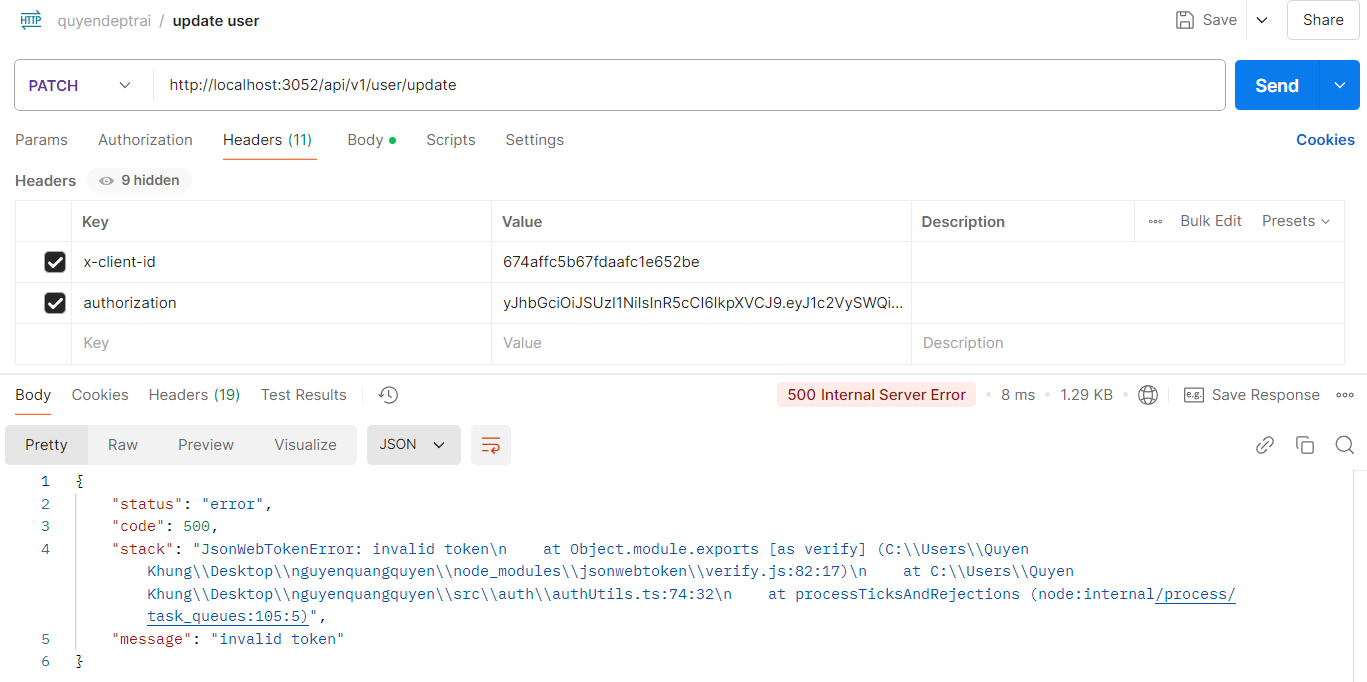 HTTP quyendeptrai / update user Save Share
PATCH http://localhost:3052/api/v1/user/update Send
Params Authorization Headers (11) Body Scripts Settings Cookies
Headers 9 hidden
Key Value Description Bulk Edit Presets
x-client-id 674affc5b67fdaafc1e652be
authorization yJhbGciOiJSUzI1NiIsInR5cCI6IkpXVCJ9.eyJ1c2VySWQi...
Key Value Description
Body Cookies Headers (19) Test Results 500 Internal Server Error 8 ms 1.29 KB e.g. Save Response
Pretty Raw Preview Visualize JSON
1 {
2 "status": "error",
3 "code": 500,
4 "stack": "JsonWebTokenError: invalid token\n    at Object.module.exports [as verify] (C:\\Users\\Quyen
Khung\\Desktop\\nguyenquangquyen\\node_modules\\jsonwebtoken\\verify.js:82:17)\n    at C:\\Users\\Quyen
Khung\\Desktop\\nguyenquangquyen\\src\\auth\\authUtils.ts:74:32\n    at processTicksAndRejections (node:internal/process/
task_queues:105:5)",
5 "message": "invalid token"
6 }